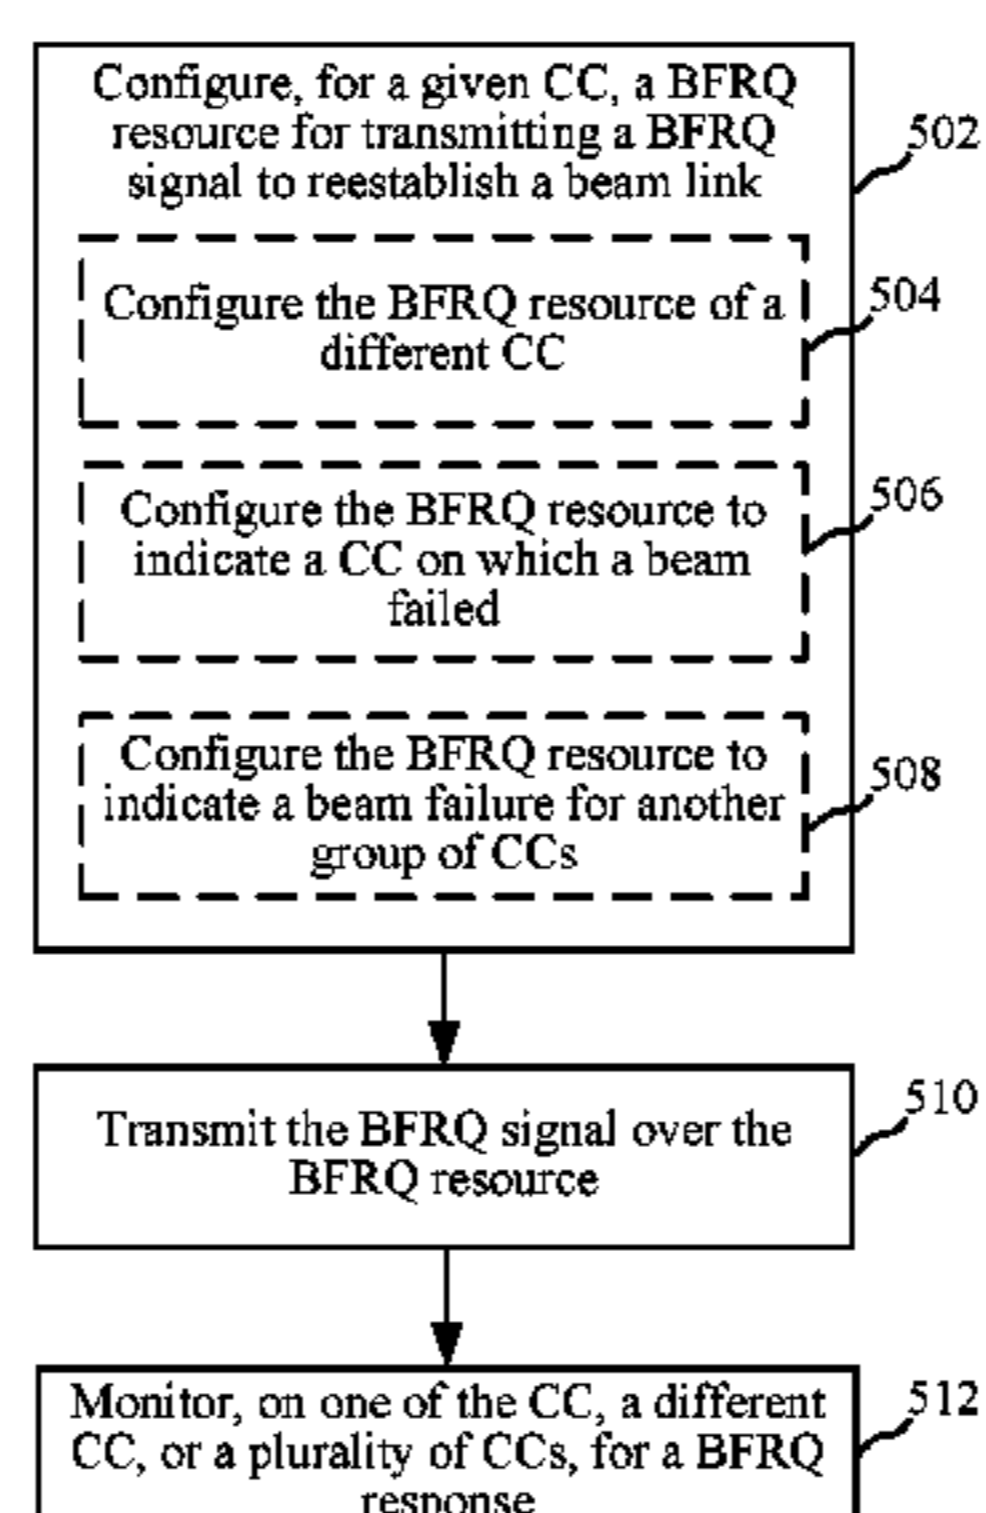 Configure, for a given CC, a BFRQ
resource for transmitting a BFRQ
signal to reestablish a beam link
502
Configure the BFRQ resource of a
different CC
504
Configure the BFRQ resource to
indicate a CC on which a beam
failed
506
Configure the BFRQ resource to
indicate a beam failure for another
group of CCs
508
Transmit the BFRQ signal over the
BFRQ resource
510
Monitor, on one of the CC, a different
CC, or a plurality of CCs, for a BFRQ
response
512